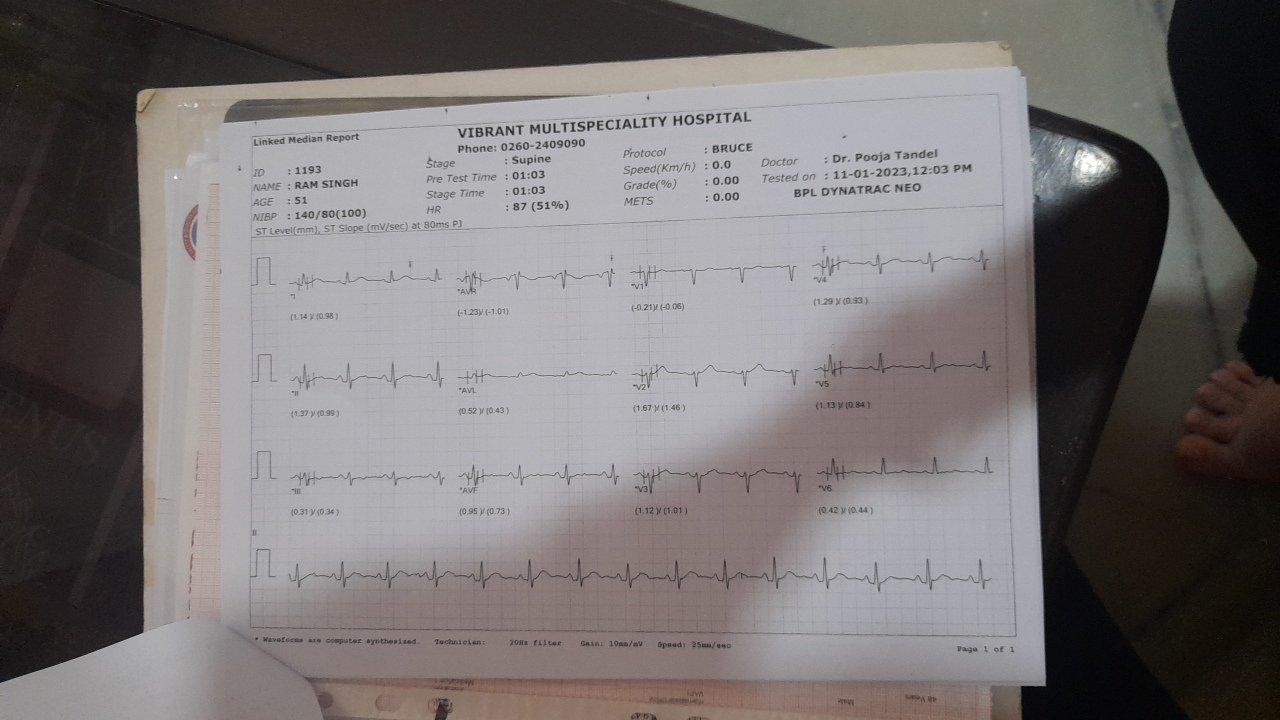 VIBRANT MULTISPECIALITY HOSPITAL
Phone: 0260-2409090
Linked Median Report
ID : 1193
NAME : RAM SINGH
AGE : 51
NIBP : 140/80(100)
Stage : Supine
Pre Test Time : 01:03
Stage Time : 01:03
HR : 87 (51%)
Protocol : BRUCE
Speed(Km/h) : 0.0
Grade(%) : 0.00
METS : 0.00
Doctor : Dr. Pooja Tandel
Tested on : 11-01-2023,12:03 PM
BPL DYNATRAC NEO
ST Level(mm), ST Slope (mV/sec) at 80ms PJ
*I *AVR *V1 *V4
(1.14 )/ (0.98 ) (-1.23)/ (-1.01) (-0.21)/ (-0.06) (1.29 )/ (0.93 )
*II *AVL *V2 *V5
(1.37 )/ (0.99 ) (0.52 )/ (0.43 ) (1.67 )/ (1.46 ) (1.13 )/ (0.84 )
*III *AVF *V3 *V6
(0.31 )/ (0.34 ) (0.95 )/ (0.73 ) (1.12 )/ (1.01 ) (0.42 )/ (0.44 )
II
* Waveforms are computer synthesized. Technician: 20Hz filter Gain: 10mm/mV Speed: 25mm/sec
Page 1 of 1